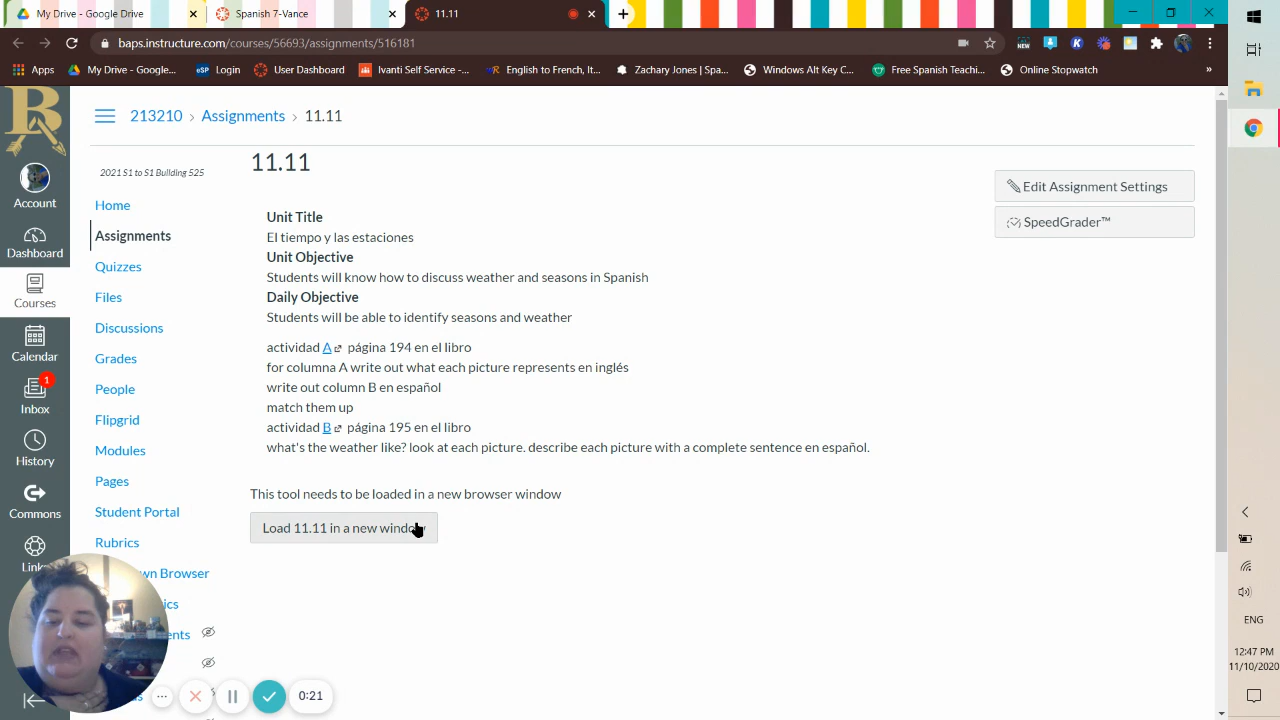 My Drive - Google Drive
Spanish 7-Vance
11.11
baps.instructure.com/courses/56693/assignments/516181
Apps
My Drive - Google...
Login
User Dashboard
Ivanti Self Service -...
English to French, It...
Zachary Jones | Spa...
Windows Alt Key C...
Free Spanish Teachi...
Online Stopwatch
»
213210 › Assignments › 11.11
2021 S1 to S1 Building 525
Account
Dashboard
Courses
Calendar
1
Inbox
History
Commons
Link
Home
Assignments
Quizzes
Files
Discussions
Grades
People
Flipgrid
Modules
Pages
Student Portal
Rubrics
wn Browser
ics
ents
11.11
Unit Title
El tiempo y las estaciones
Unit Objective
Students will know how to discuss weather and seasons in Spanish
Daily Objective
Students will be able to identify seasons and weather
actividad A página 194 en el libro
for columna A write out what each picture represents en inglés
write out column B en español
match them up
actividad B página 195 en el libro
what's the weather like? look at each picture. describe each picture with a complete sentence en español.
This tool needs to be loaded in a new browser window
Load 11.11 in a new windo
Edit Assignment Settings
SpeedGrader™
0:21
ENG
12:47 PM
11/10/2020